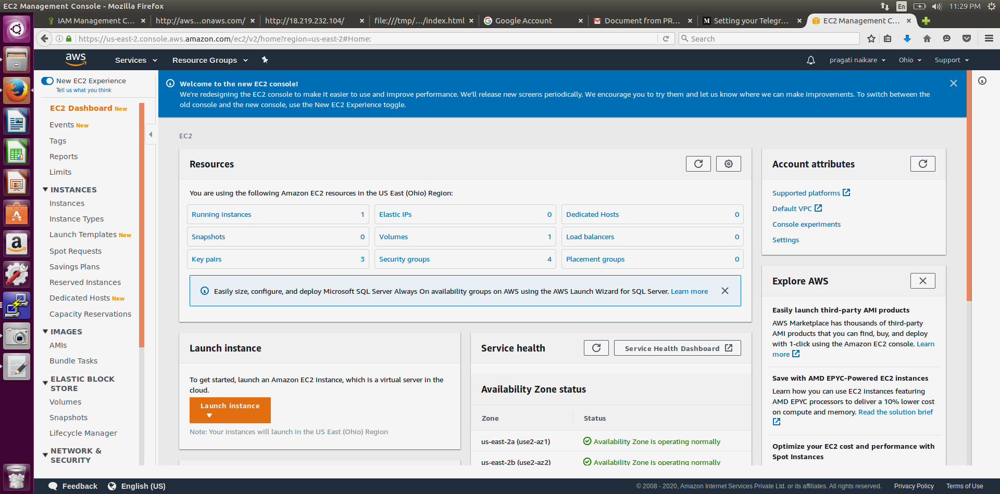 EC2 Management Console - Mozilla Firefox
En
11:29 PM
IAM Management C...
http://aws...onaws.com/
http://18.219.232.104/
file:///tmp/.../index.html
Google Account
Document from PR...
Setting your Telegr...
EC2 Management C...
https://us-east-2.console.aws.amazon.com/ec2/v2/home?region=us-east-2#Home:
Search
aws
Services
Resource Groups
pragati naikare
Ohio
Support
New EC2 Experience
Tell us what you think
EC2 Dashboard New
Events New
Tags
Reports
Limits
INSTANCES
Instances
Instance Types
Launch Templates New
Spot Requests
Savings Plans
Reserved Instances
Dedicated Hosts New
Capacity Reservations
IMAGES
AMIs
Bundle Tasks
ELASTIC BLOCK
STORE
Volumes
Snapshots
Lifecycle Manager
NETWORK &
SECURITY
Welcome to the new EC2 console!
We're redesigning the EC2 console to make it easier to use and improve performance. We'll release new screens periodically. We encourage you to try them and let us know where we can make improvements. To switch between the
old console and the new console, use the New EC2 Experience toggle.
EC2
Resources
You are using the following Amazon EC2 resources in the US East (Ohio) Region:
Running instances 1
Elastic IPs 0
Dedicated Hosts 0
Snapshots 0
Volumes 1
Load balancers 0
Key pairs 3
Security groups 4
Placement groups 0
Easily size, configure, and deploy Microsoft SQL Server Always On availability groups on AWS using the AWS Launch Wizard for SQL Server. Learn more
Launch instance
To get started, launch an Amazon EC2 instance, which is a virtual server in the
cloud.
Launch instance
Note: Your instances will launch in the US East (Ohio) Region
Service health
Service Health Dashboard
Availability Zone status
Zone Status
us-east-2a (use2-az1) Availability Zone is operating normally
us-east-2b (use2-az2) Availability Zone is operating normally
Account attributes
Supported platforms
Default VPC
Console experiments
Settings
Explore AWS
Easily launch third-party AMI products
AWS Marketplace has thousands of third-party
AMI products that you can find, buy, and deploy
with 1-click using the Amazon EC2 console. Learn
more
Save with AMD EPYC-Powered EC2 instances
Learn how you can use EC2 instances featuring
AMD EPYC processors to deliver a 10% lower cost
on compute and memory. Read the solution brief
Optimize your EC2 cost and performance with
Spot Instances
Feedback
English (US)
© 2008 - 2020, Amazon Internet Services Private Ltd. or its affiliates. All rights reserved.
Privacy Policy
Terms of Use